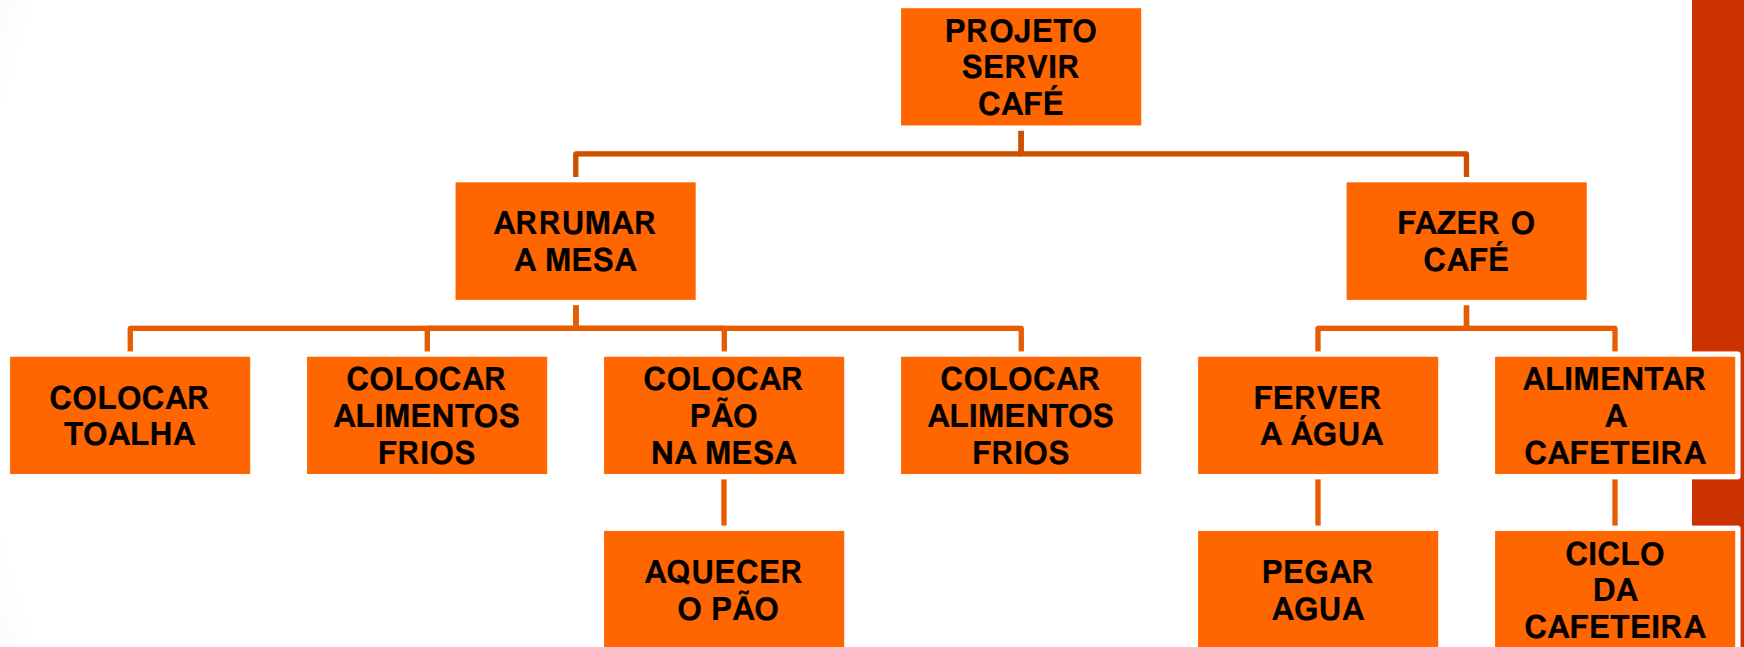 PROJETO
SERVIR
CAFÉ
ARRUMAR
A MESA
FAZER O
CAFÉ
COLOCAR
TOALHA
COLOCAR
ALIMENTOS
FRIOS
COLOCAR
PÃO
NA MESA
COLOCAR
ALIMENTOS
FRIOS
FERVER
A ÁGUA
ALIMENTAR
A
CAFETEIRA
AQUECER
O PÃO
PEGAR
AGUA
CICLO
DA
CAFETEIRA